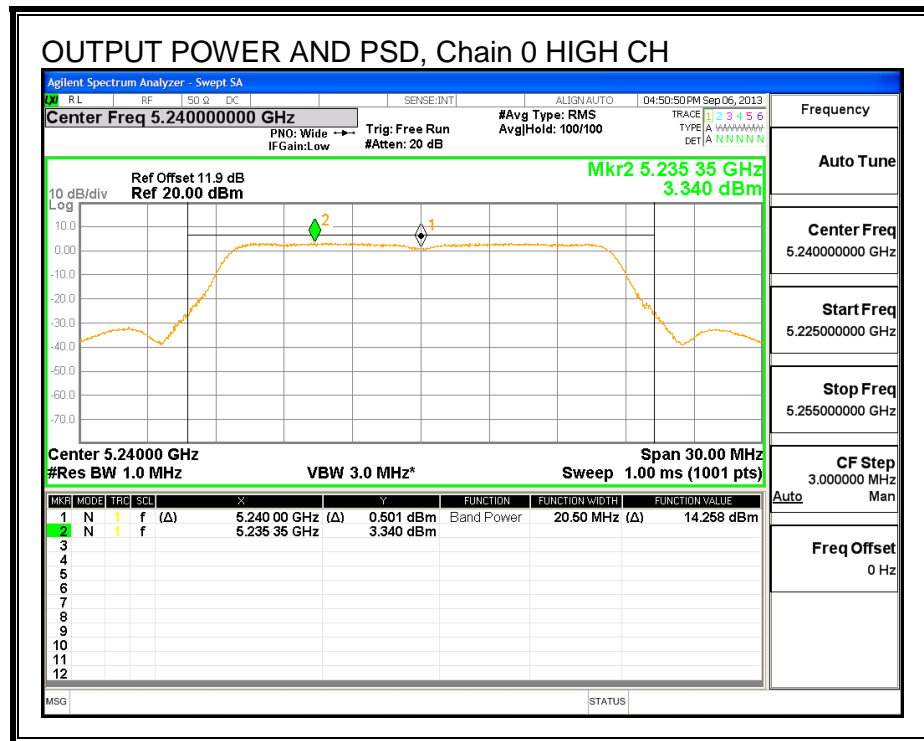 OUTPUT POWER AND PSD, Chain 0 HIGH CH
Agilent Spectrum Analyzer - Swept SA
LXI RL RF 50 Ω DC SENSE:INT ALIGN AUTO 04:50:50 PM Sep 06, 2013
Center Freq 5.240000000 GHz
PNO: Wide
IFGain:Low
Trig: Free Run
#Atten: 20 dB
#Avg Type: RMS
Avg|Hold: 100/100
TRACE 1 2 3 4 5 6
TYPE A WWWWW
DET A N N N N N
Mkr2 5.235 35 GHz
3.340 dBm
Ref Offset 11.9 dB
10 dB/div Ref 20.00 dBm
Log
10.0
0.00
-10.0
-20.0
-30.0
-40.0
-50.0
-60.0
-70.0
2
1
Center 5.24000 GHz Span 30.00 MHz
#Res BW 1.0 MHz VBW 3.0 MHz* Sweep 1.00 ms (1001 pts)
MKR MODE TRC SCL X Y FUNCTION FUNCTION WIDTH FUNCTION VALUE
1 N 1 f (Δ) 5.240 00 GHz (Δ) 0.501 dBm Band Power 20.50 MHz (Δ) 14.258 dBm
2 N 1 f 5.235 35 GHz 3.340 dBm
3
4
5
6
7
8
9
10
11
12
MSG STATUS
Frequency
Auto Tune
Center Freq
5.240000000 GHz
Start Freq
5.225000000 GHz
Stop Freq
5.255000000 GHz
CF Step
3.000000 MHz
Auto Man
Freq Offset
0 Hz